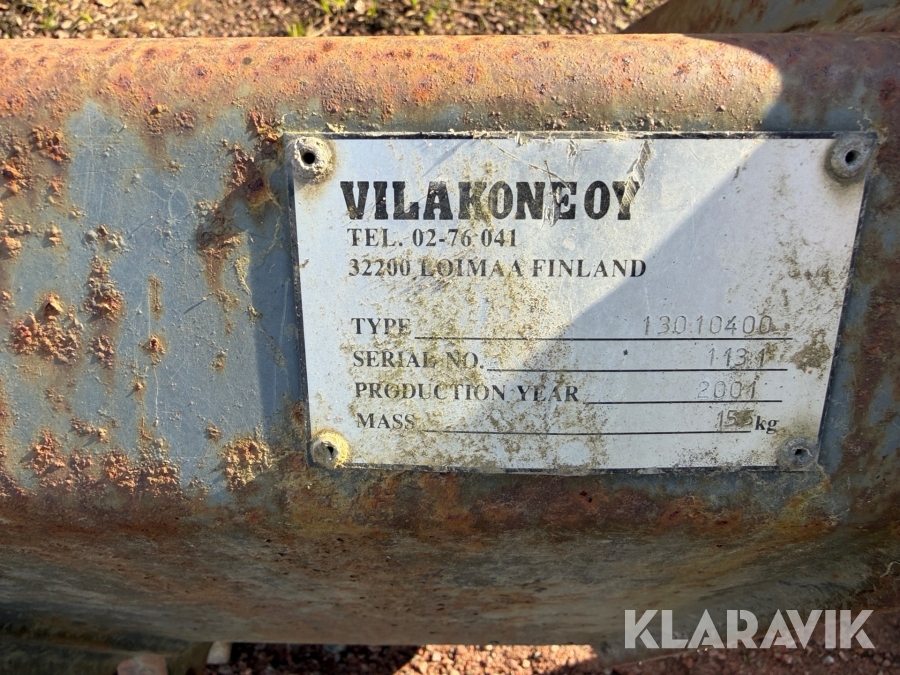 VILAKONE OY
TEL. 02-76 041
32200 LOIMAA FINLAND
TYPE 13010400
SERIAL NO. 1131
PRODUCTION YEAR 2001
MASS 155 kg
KLARAVIK